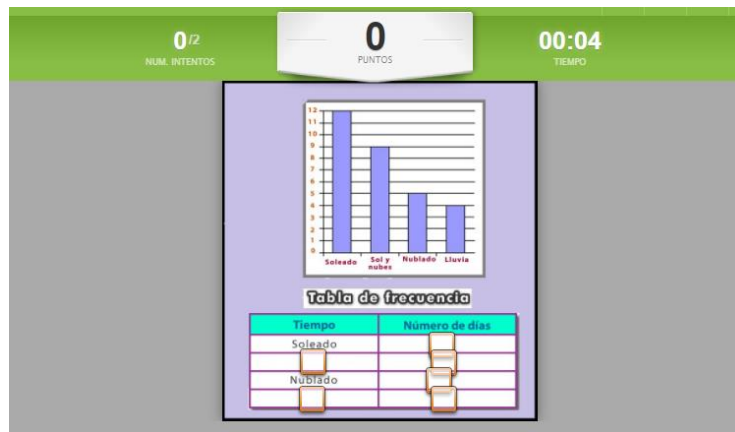 0/2
NUM. INTENTOS
0
PUNTOS
00:04
TIEMPO
12
11
10
9
8
7
6
5
4
3
2
1
0
Soleado Sol y nubes Nublado Lluvia
Tabla de frecuencia
Tiempo Número de días
Soleado
Nublado